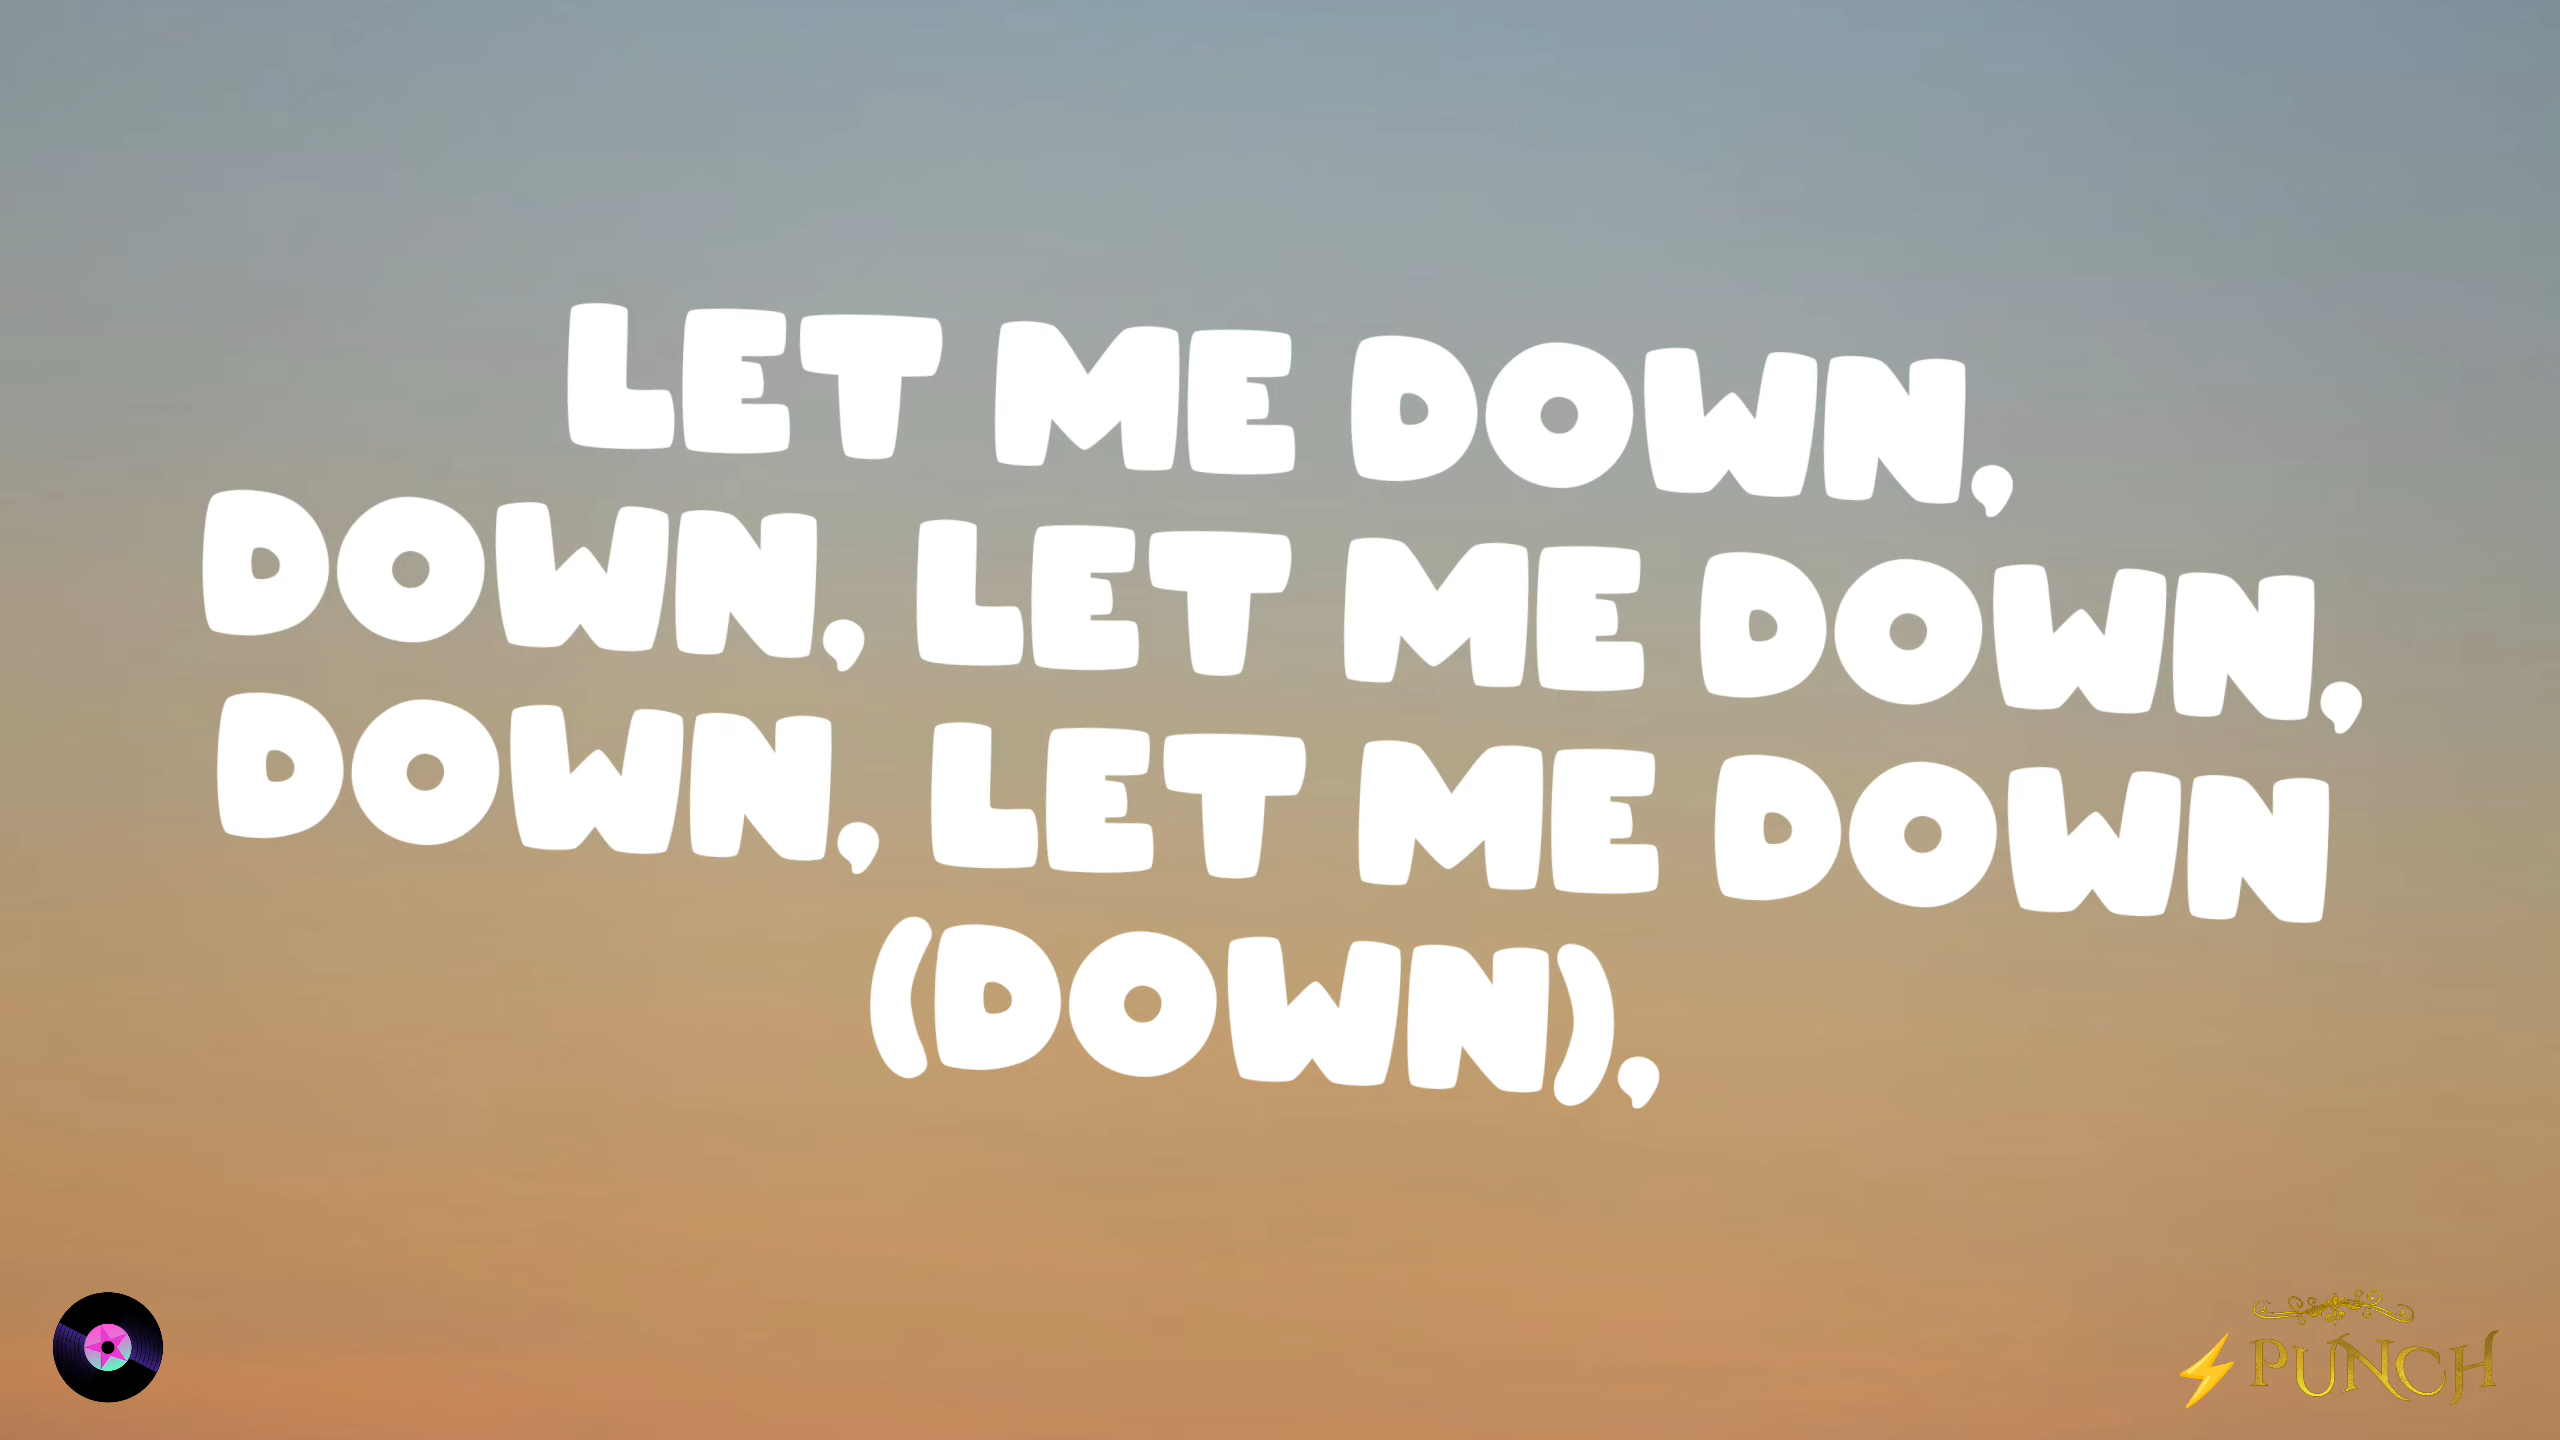 LET ME DOWN,
DOWN, LET ME DOWN,
DOWN, LET ME DOWN
(DOWN),
PUNCH